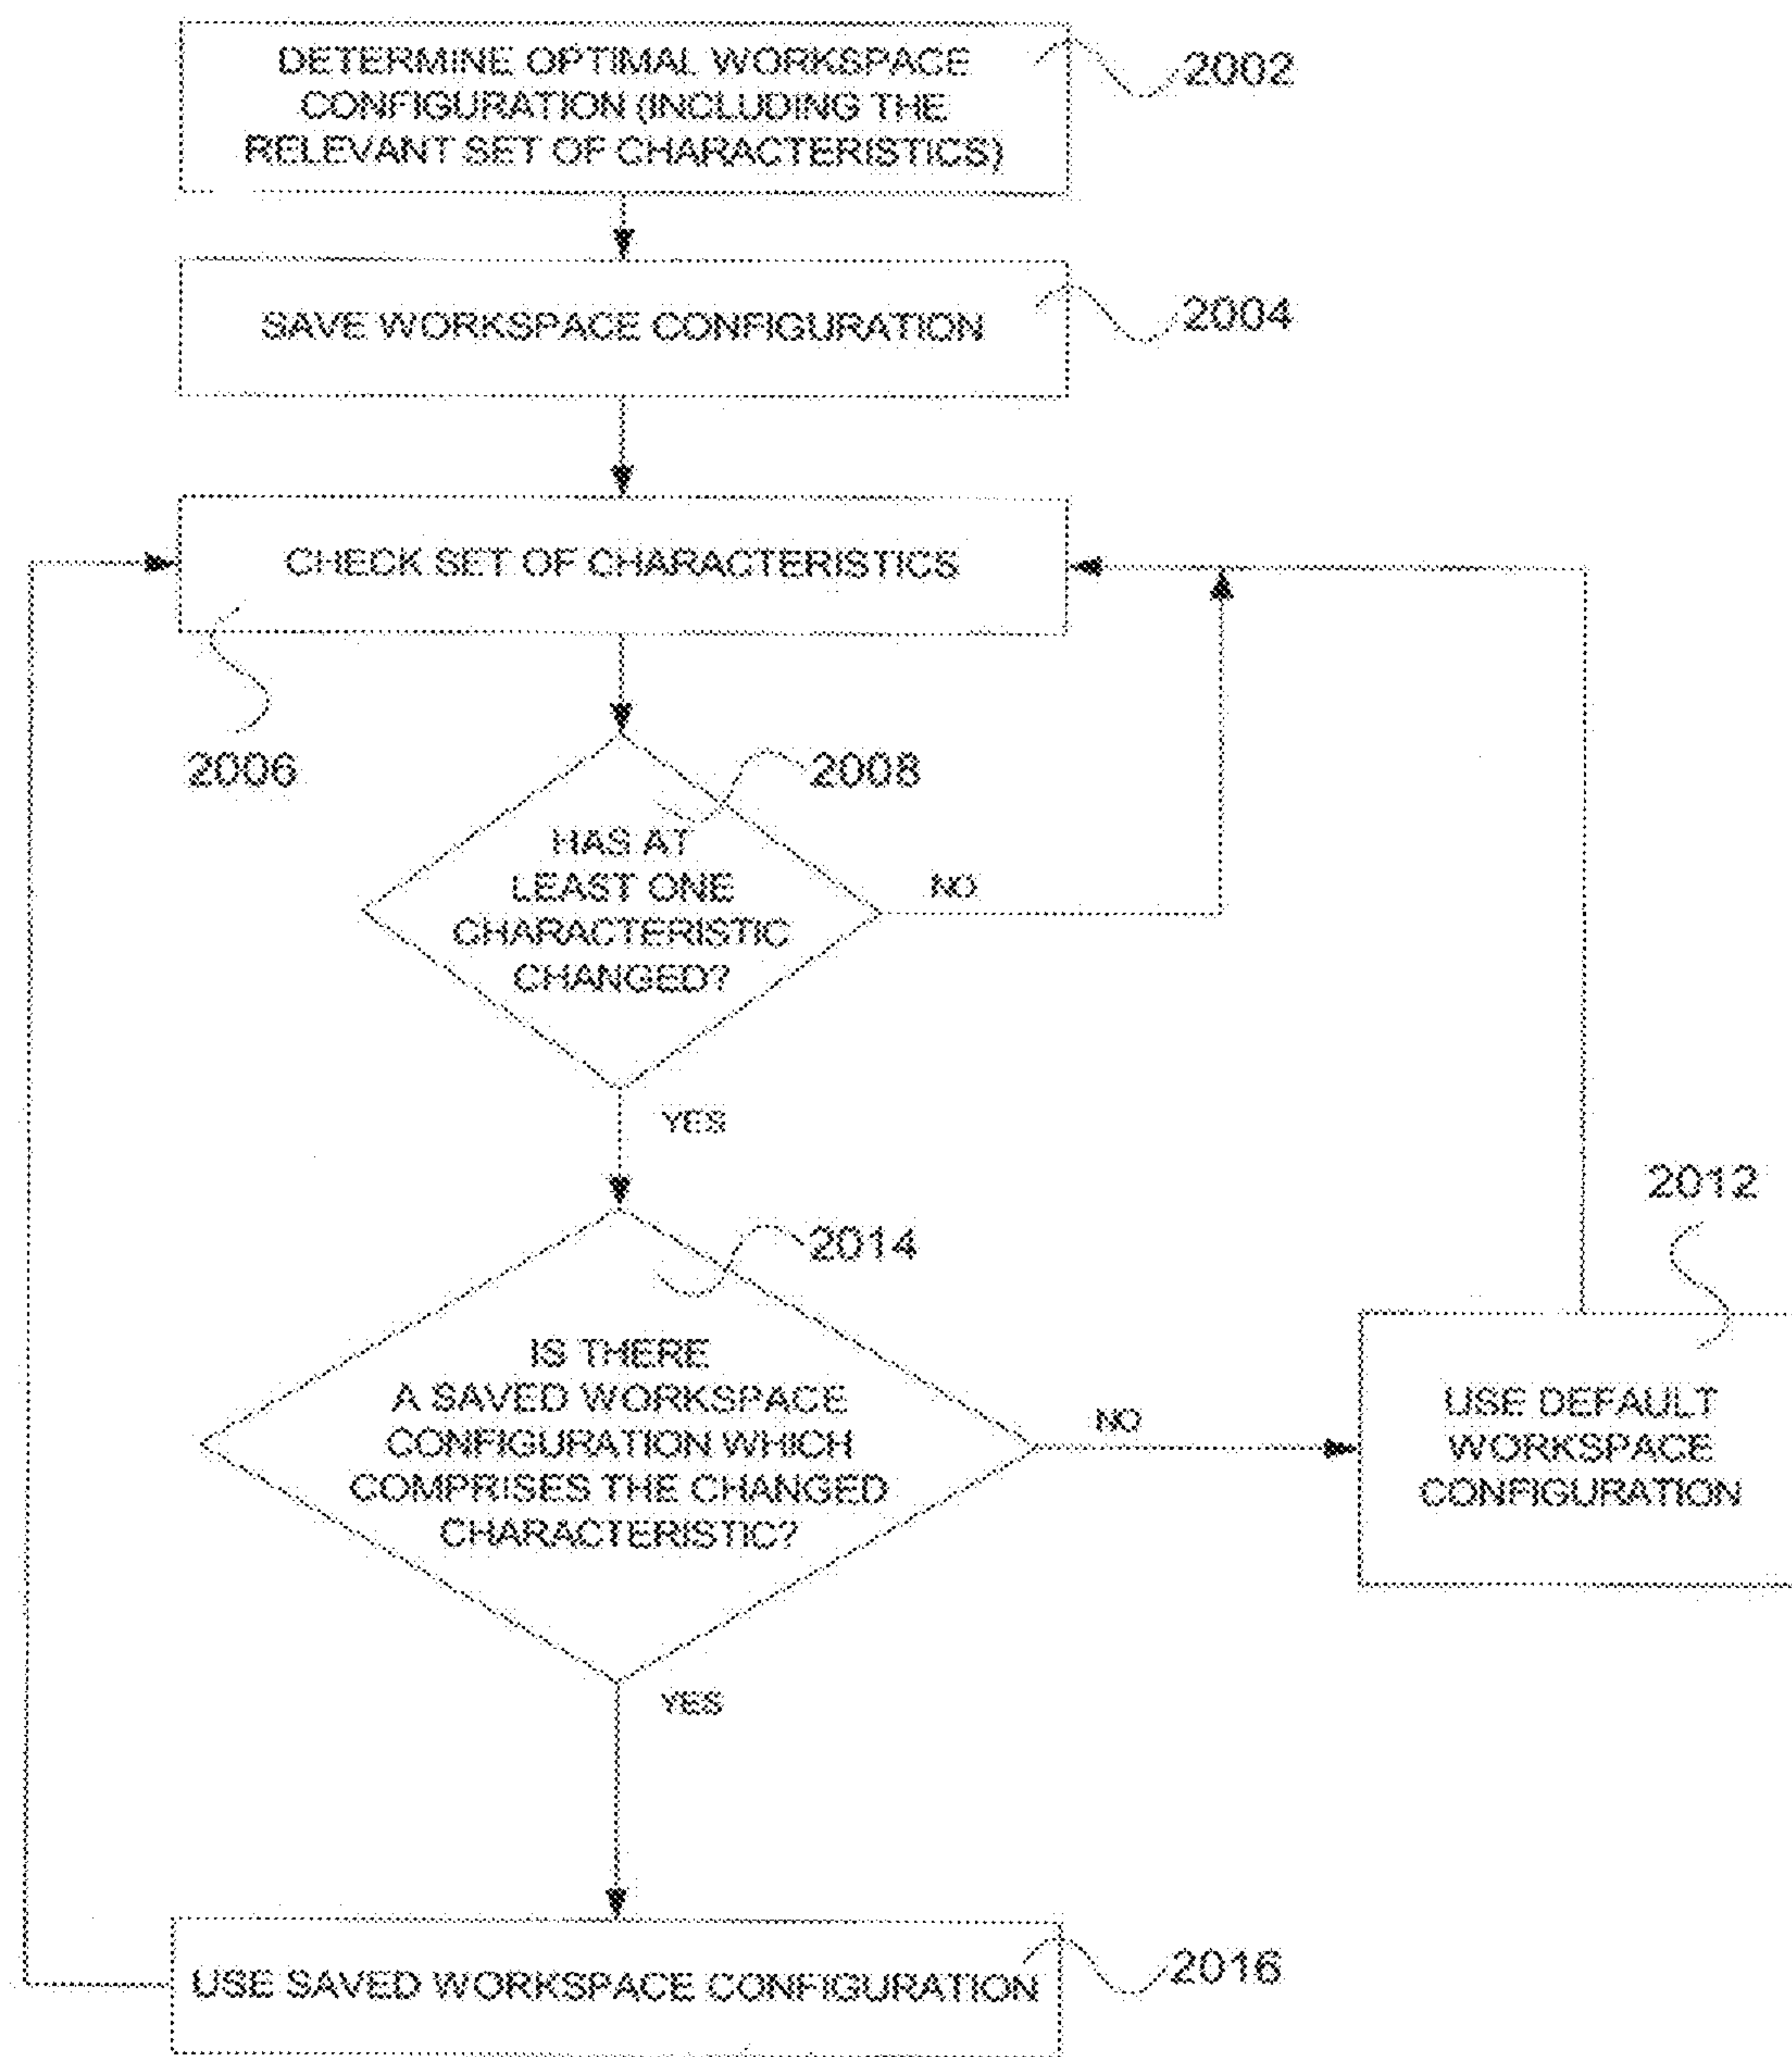 DETERMINE OPTIMAL WORKSPACE
CONFIGURATION (INCLUDING THE
RELEVANT SET OF CHARACTERISTICS)
2002
SAVE WORKSPACE CONFIGURATION
2004
CHECK SET OF CHARACTERISTICS
2006
2008
HAS AT
LEAST ONE
CHARACTERISTIC
CHANGED?
NO
YES
2012
2014
IS THERE
A SAVED WORKSPACE
CONFIGURATION WHICH
COMPRISES THE CHANGED
CHARACTERISTIC?
NO
USE DEFAULT
WORKSPACE
CONFIGURATION
YES
USE SAVED WORKSPACE CONFIGURATION
2016